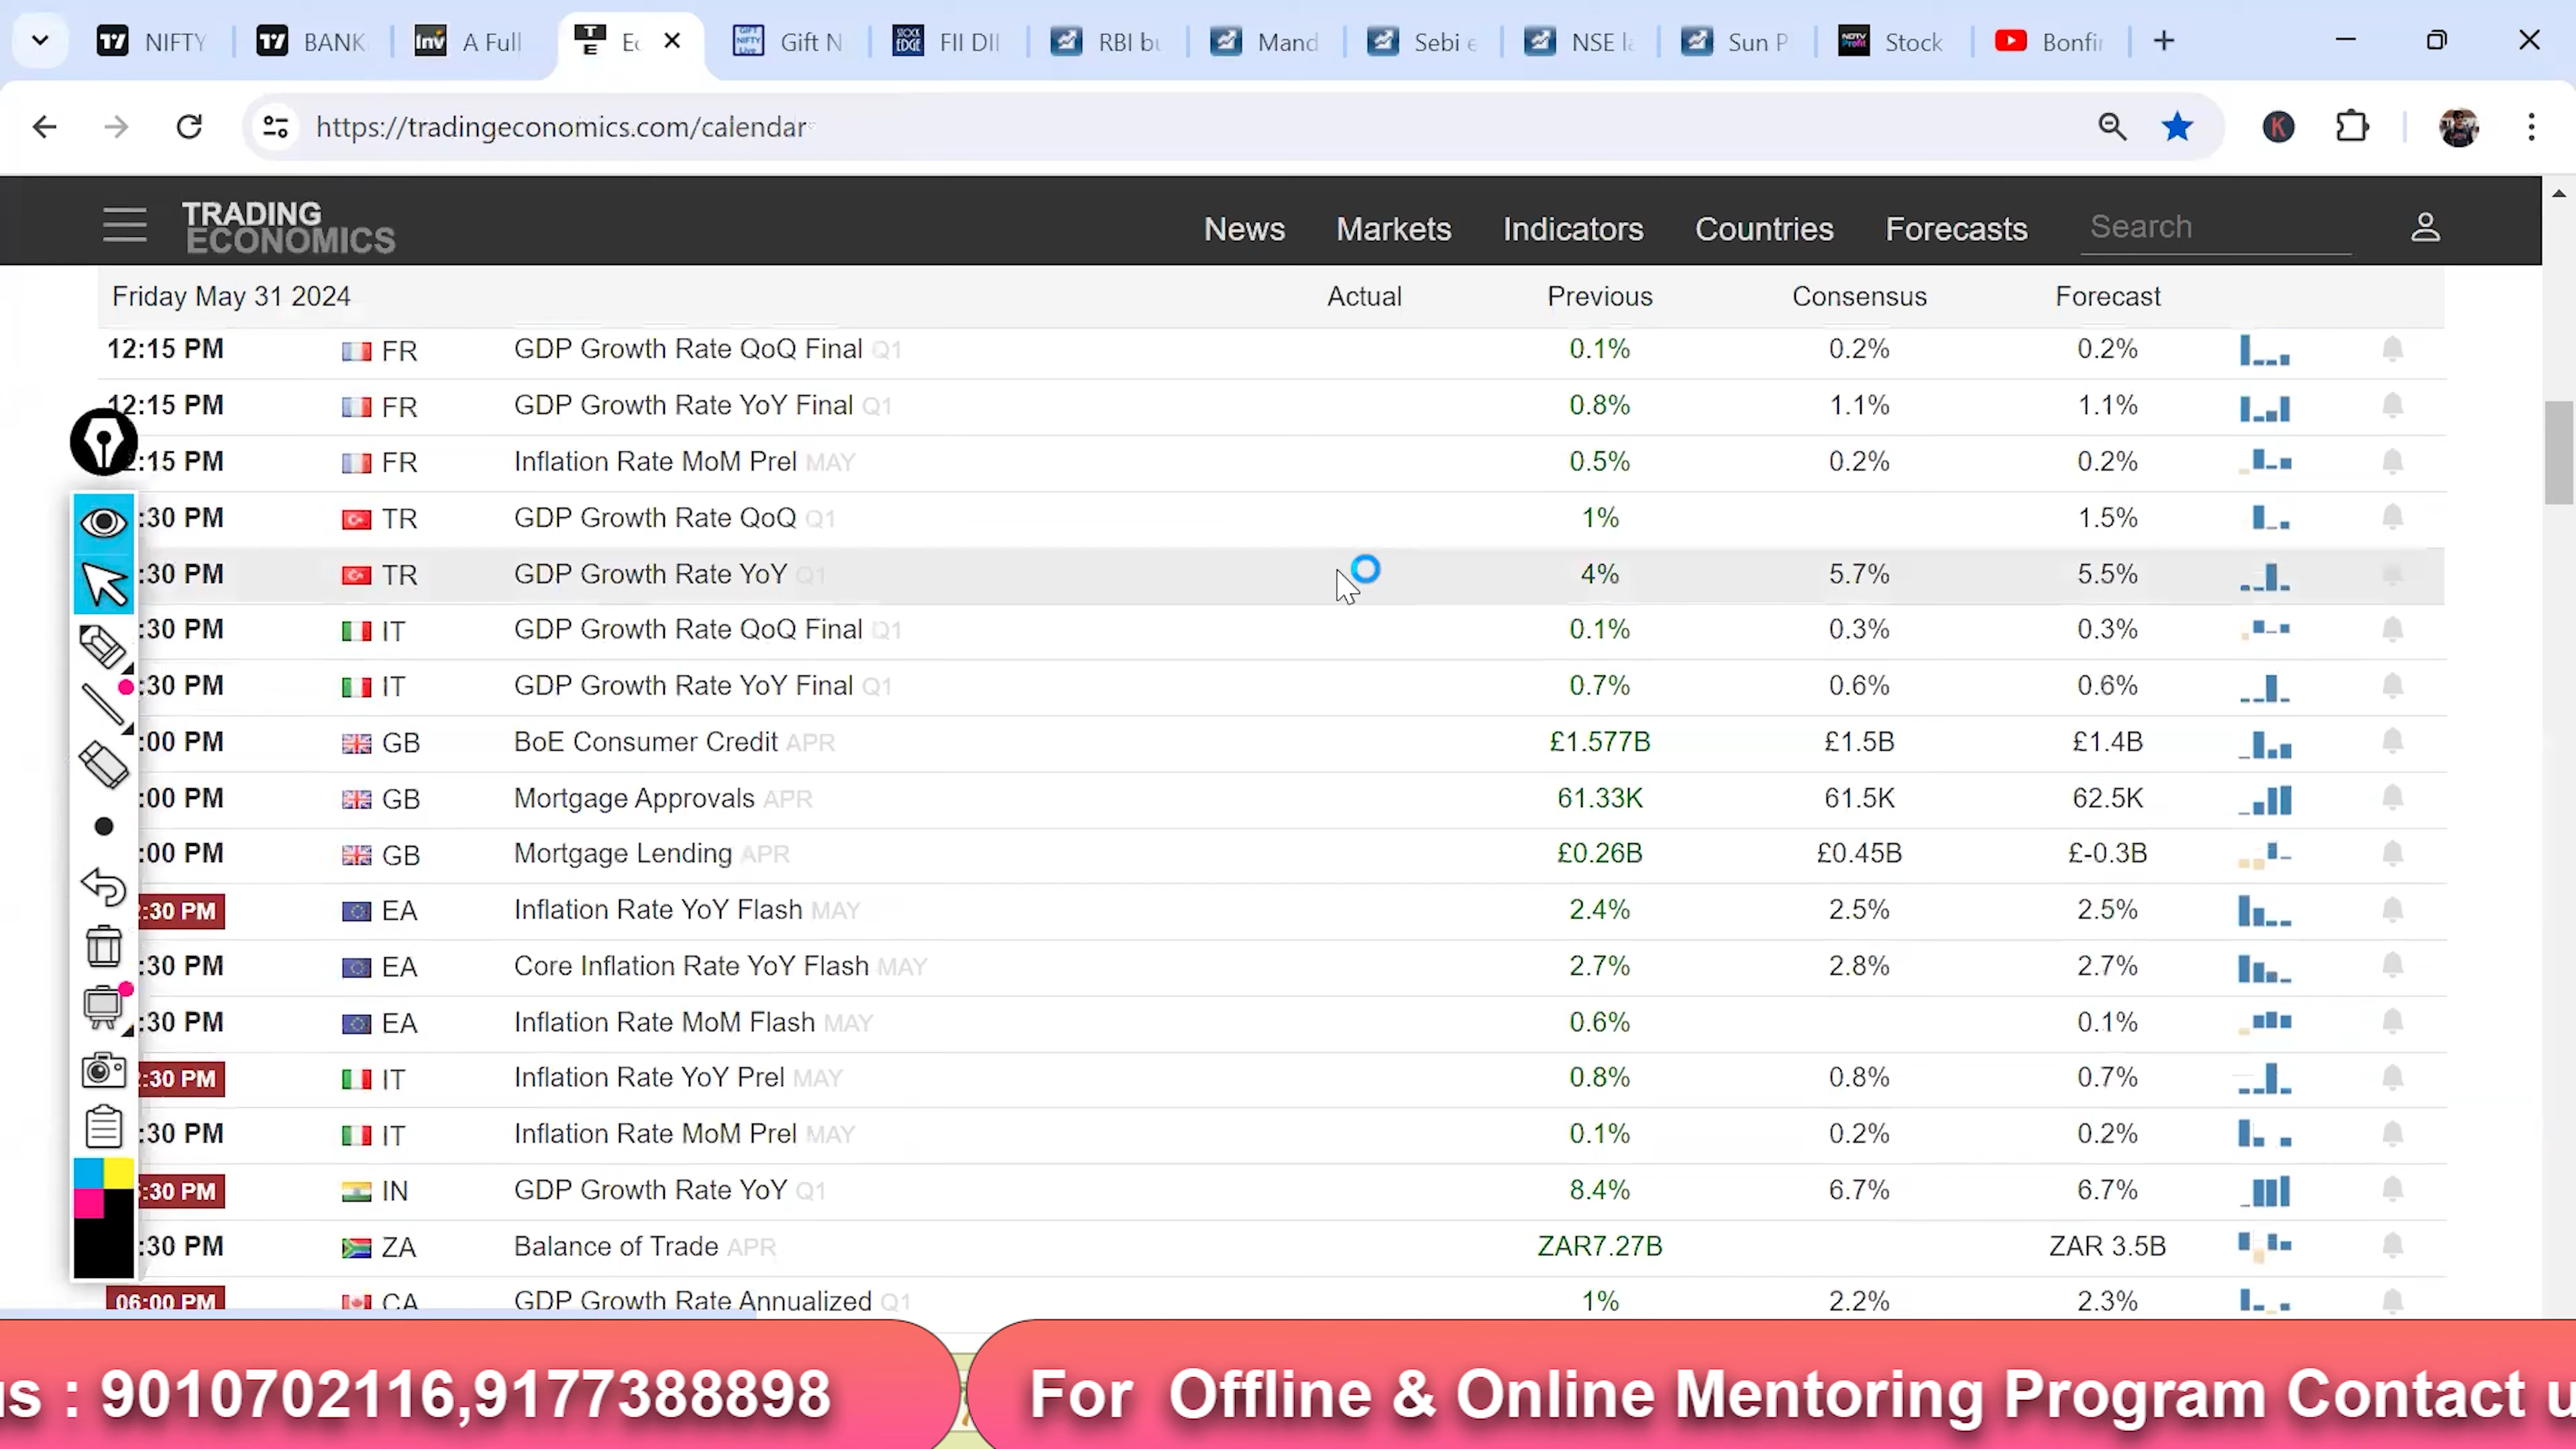 NIFTY
BANK
A Full
Ec
Gift N
FII DII
RBI bu
Mand
Sebi e
NSE la
Sun P
Stock
Bonfir
https://tradingeconomics.com/calendar
TRADING ECONOMICS
News Markets Indicators Countries Forecasts Search
Friday May 31 2024 Actual Previous Consensus Forecast
12:15 PM FR GDP Growth Rate QoQ Final Q1 0.1% 0.2% 0.2%
12:15 PM FR GDP Growth Rate YoY Final Q1 0.8% 1.1% 1.1%
:15 PM FR Inflation Rate MoM Prel MAY 0.5% 0.2% 0.2%
:30 PM TR GDP Growth Rate QoQ Q1 1% 1.5%
:30 PM TR GDP Growth Rate YoY Q1 4% 5.7% 5.5%
:30 PM IT GDP Growth Rate QoQ Final Q1 0.1% 0.3% 0.3%
:30 PM IT GDP Growth Rate YoY Final Q1 0.7% 0.6% 0.6%
:00 PM GB BoE Consumer Credit APR £1.577B £1.5B £1.4B
:00 PM GB Mortgage Approvals APR 61.33K 61.5K 62.5K
:00 PM GB Mortgage Lending APR £0.26B £0.45B £-0.3B
:30 PM EA Inflation Rate YoY Flash MAY 2.4% 2.5% 2.5%
:30 PM EA Core Inflation Rate YoY Flash MAY 2.7% 2.8% 2.7%
:30 PM EA Inflation Rate MoM Flash MAY 0.6% 0.1%
:30 PM IT Inflation Rate YoY Prel MAY 0.8% 0.8% 0.7%
:30 PM IT Inflation Rate MoM Prel MAY 0.1% 0.2% 0.2%
:30 PM IN GDP Growth Rate YoY Q1 8.4% 6.7% 6.7%
:30 PM ZA Balance of Trade APR ZAR7.27B ZAR 3.5B
06:00 PM CA GDP Growth Rate Annualized Q1 1% 2.2% 2.3%
us : 9010702116,9177388898 For Offline & Online Mentoring Program Contact u